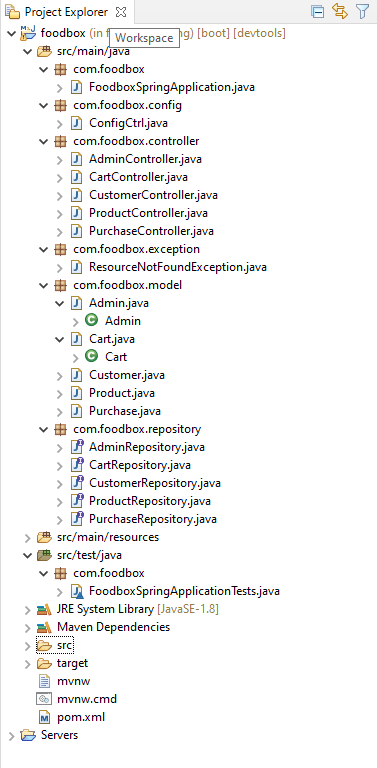 Project Explorer
foodbox (in f ng) [boot] [devtools]
Workspace
src/main/java
com.foodbox
FoodboxSpringApplication.java
com.foodbox.config
ConfigCtrl.java
com.foodbox.controller
AdminController.java
CartController.java
CustomerController.java
ProductController.java
PurchaseController.java
com.foodbox.exception
ResourceNotFoundException.java
com.foodbox.model
Admin.java
Admin
Cart.java
Cart
Customer.java
Product.java
Purchase.java
com.foodbox.repository
AdminRepository.java
CartRepository.java
CustomerRepository.java
ProductRepository.java
PurchaseRepository.java
src/main/resources
src/test/java
com.foodbox
FoodboxSpringApplicationTests.java
JRE System Library [JavaSE-1.8]
Maven Dependencies
src
target
mvnw
mvnw.cmd
pom.xml
Servers